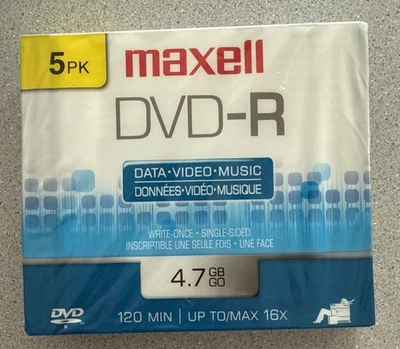 5PK
maxell
DVD-R
DATA•VIDEO•MUSIC
DONNÉES•VIDÉO•MUSIQUE
WRITE-ONCE • SINGLE-SIDED
INSCRIPTIBLE UNE SEULE FOIS • UNE FACE
4.7 GB
GO
DVD
R
120 MIN | UP TO/MAX 16X